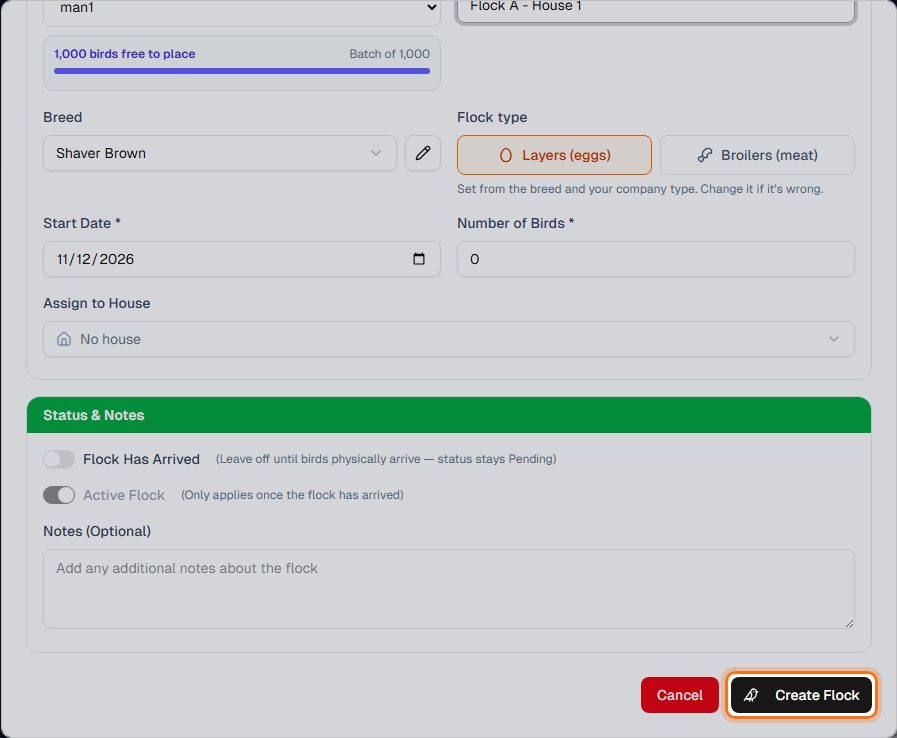 man1
Flock A - House 1
1,000 birds free to place
Batch of 1,000
Breed
Flock type
Shaver Brown
Layers (eggs)
Broilers (meat)
Set from the breed and your company type. Change it if it's wrong.
Start Date *
Number of Birds *
11/12/2026
0
Assign to House
No house
Status & Notes
Flock Has Arrived (Leave off until birds physically arrive — status stays Pending)
Active Flock (Only applies once the flock has arrived)
Notes (Optional)
Add any additional notes about the flock
Cancel
Create Flock